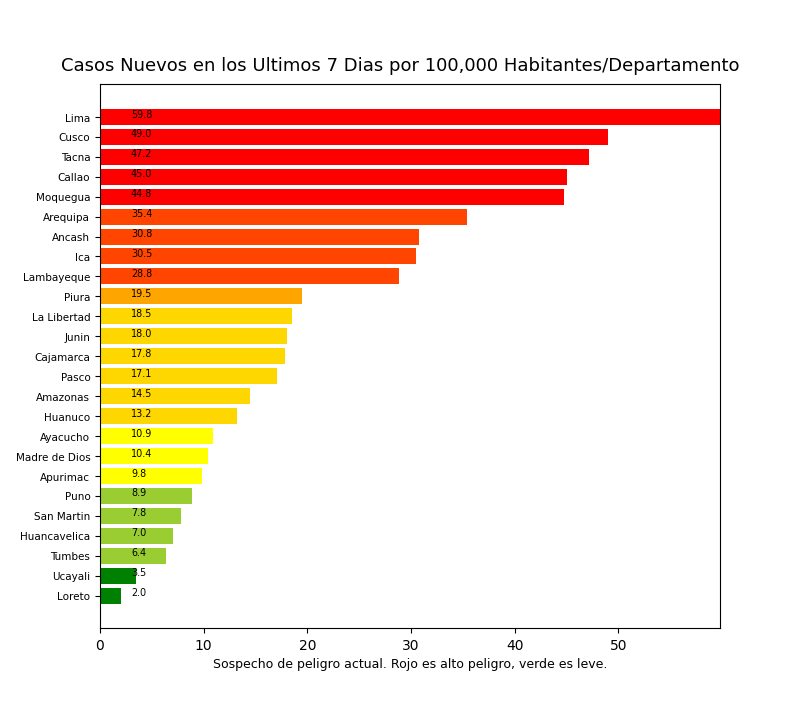 Casos Nuevos en los Ultimos 7 Dias por 100,000 Habitantes/Departamento
Lima 59.8
Cusco 49.0
Tacna 47.2
Callao 45.0
Moquegua 44.8
Arequipa 35.4
Ancash 30.8
Ica 30.5
Lambayeque 28.8
Piura 19.5
La Libertad 18.5
Junin 18.0
Cajamarca 17.8
Pasco 17.1
Amazonas 14.5
Huanuco 13.2
Ayacucho 10.9
Madre de Dios 10.4
Apurimac 9.8
Puno 8.9
San Martin 7.8
Huancavelica 7.0
Tumbes 6.4
Ucayali 3.5
Loreto 2.0
0 10 20 30 40 50
Sospecho de peligro actual. Rojo es alto peligro, verde es leve.